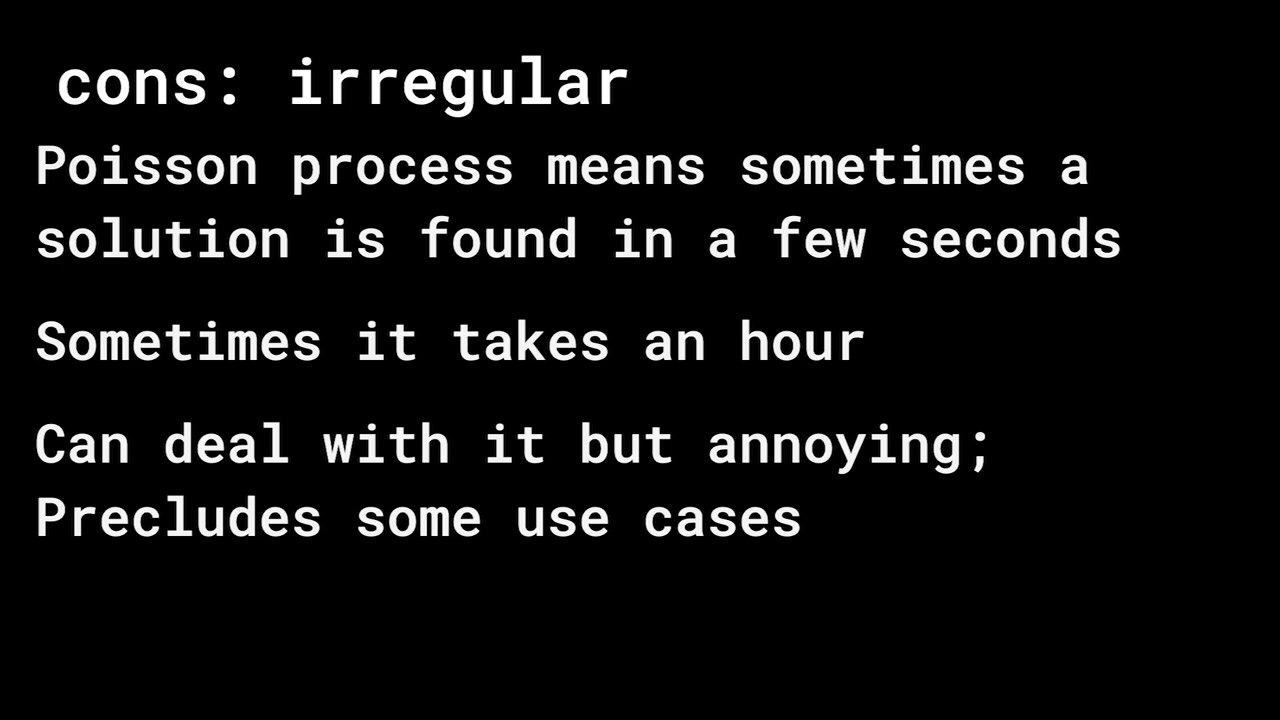 cons: irregular
Poisson process means sometimes a
solution is found in a few seconds
Sometimes it takes an hour
Can deal with it but annoying;
Precludes some use cases